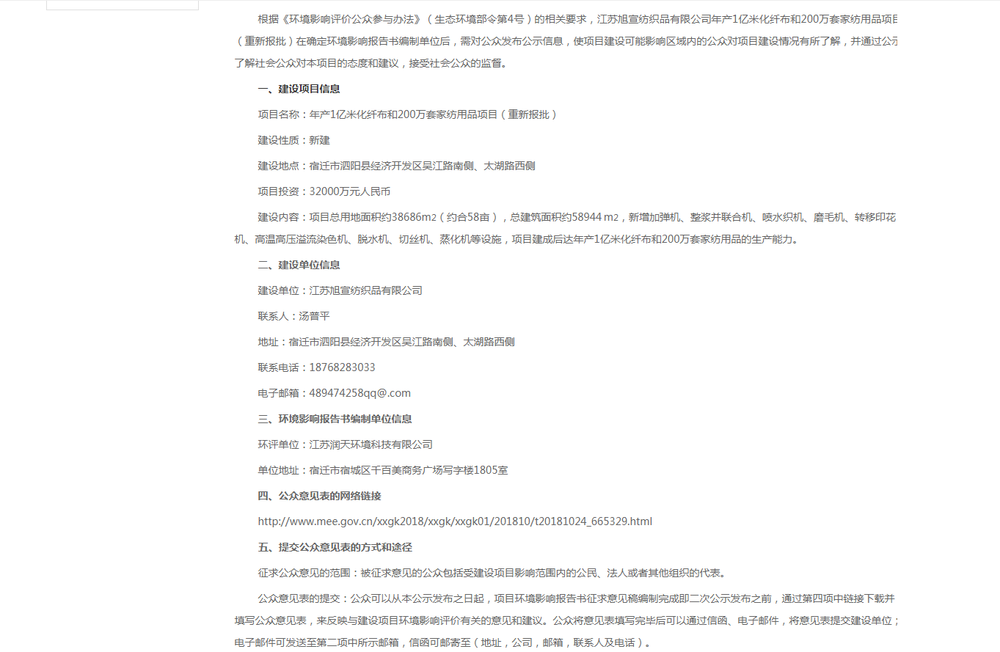 根据《环境影响评价公众参与办法》（生态环境部令第4号）的相关要求，江苏旭宣纺织品有限公司年产1亿米化纤布和200万套家纺用品项目
（重新报批）在确定环境影响报告书编制单位后，需对公众发布公示信息，使项目建设可能影响区域内的公众对项目建设情况有所了解，并通过公示
了解社会公众对本项目的态度和建议，接受社会公众的监督。
一、建设项目信息
项目名称：年产1亿米化纤布和200万套家纺用品项目（重新报批）
建设性质：新建
建设地点：宿迁市泗阳县经济开发区吴江路南侧、太湖路西侧
项目投资：32000万元人民币
建设内容：项目总用地面积约38686m2（约合58亩），总建筑面积约58944 m2，新增加弹机、整浆并联合机、喷水织机、磨毛机、转移印花
机、高温高压溢流染色机、脱水机、切丝机、蒸化机等设施，项目建成后达年产1亿米化纤布和200万套家纺用品的生产能力。
二、建设单位信息
建设单位：江苏旭宣纺织品有限公司
联系人：汤普平
地址：宿迁市泗阳县经济开发区吴江路南侧、太湖路西侧
联系电话：18768283033
电子邮箱：489474258qq@.com
三、环境影响报告书编制单位信息
环评单位：江苏润天环境科技有限公司
单位地址：宿迁市宿城区千百美商务广场写字楼1805室
四、公众意见表的网络链接
http://www.mee.gov.cn/xxgk2018/xxgk/xxgk01/201810/t20181024_665329.html
五、提交公众意见表的方式和途径
征求公众意见的范围：被征求意见的公众包括受建设项目影响范围内的公民、法人或者其他组织的代表。
公众意见表的提交：公众可以从本公示发布之日起，项目环境影响报告书征求意见稿编制完成即二次公示发布之前，通过第四项中链接下载并
填写公众意见表，来反映与建设项目环境影响评价有关的意见和建议。公众将意见表填写完毕后可以通过信函、电子邮件，将意见表提交建设单位；
电子邮件可发送至第二项中所示邮箱，信函可邮寄至（地址，公司，邮箱，联系人及电话）。